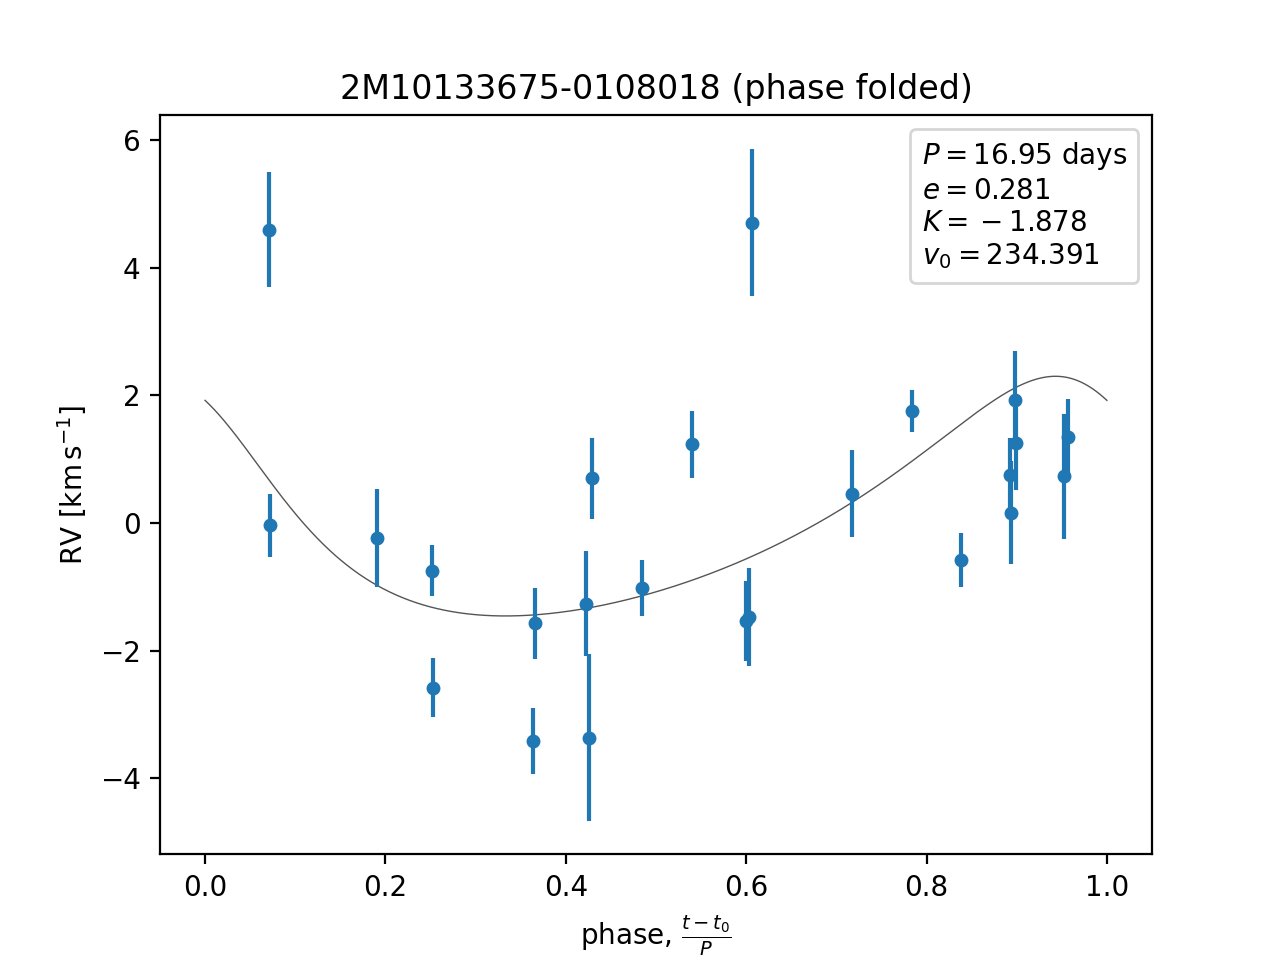 2M10133675-0108018 (phase folded)
P = 16.95 days
e = 0.281
K = −1.878
v₀ = 234.391
6
4
2
0
−2
−4
RV [km s⁻¹]
0.0 0.2 0.4 0.6 0.8 1.0
phase, (t − t₀)/P